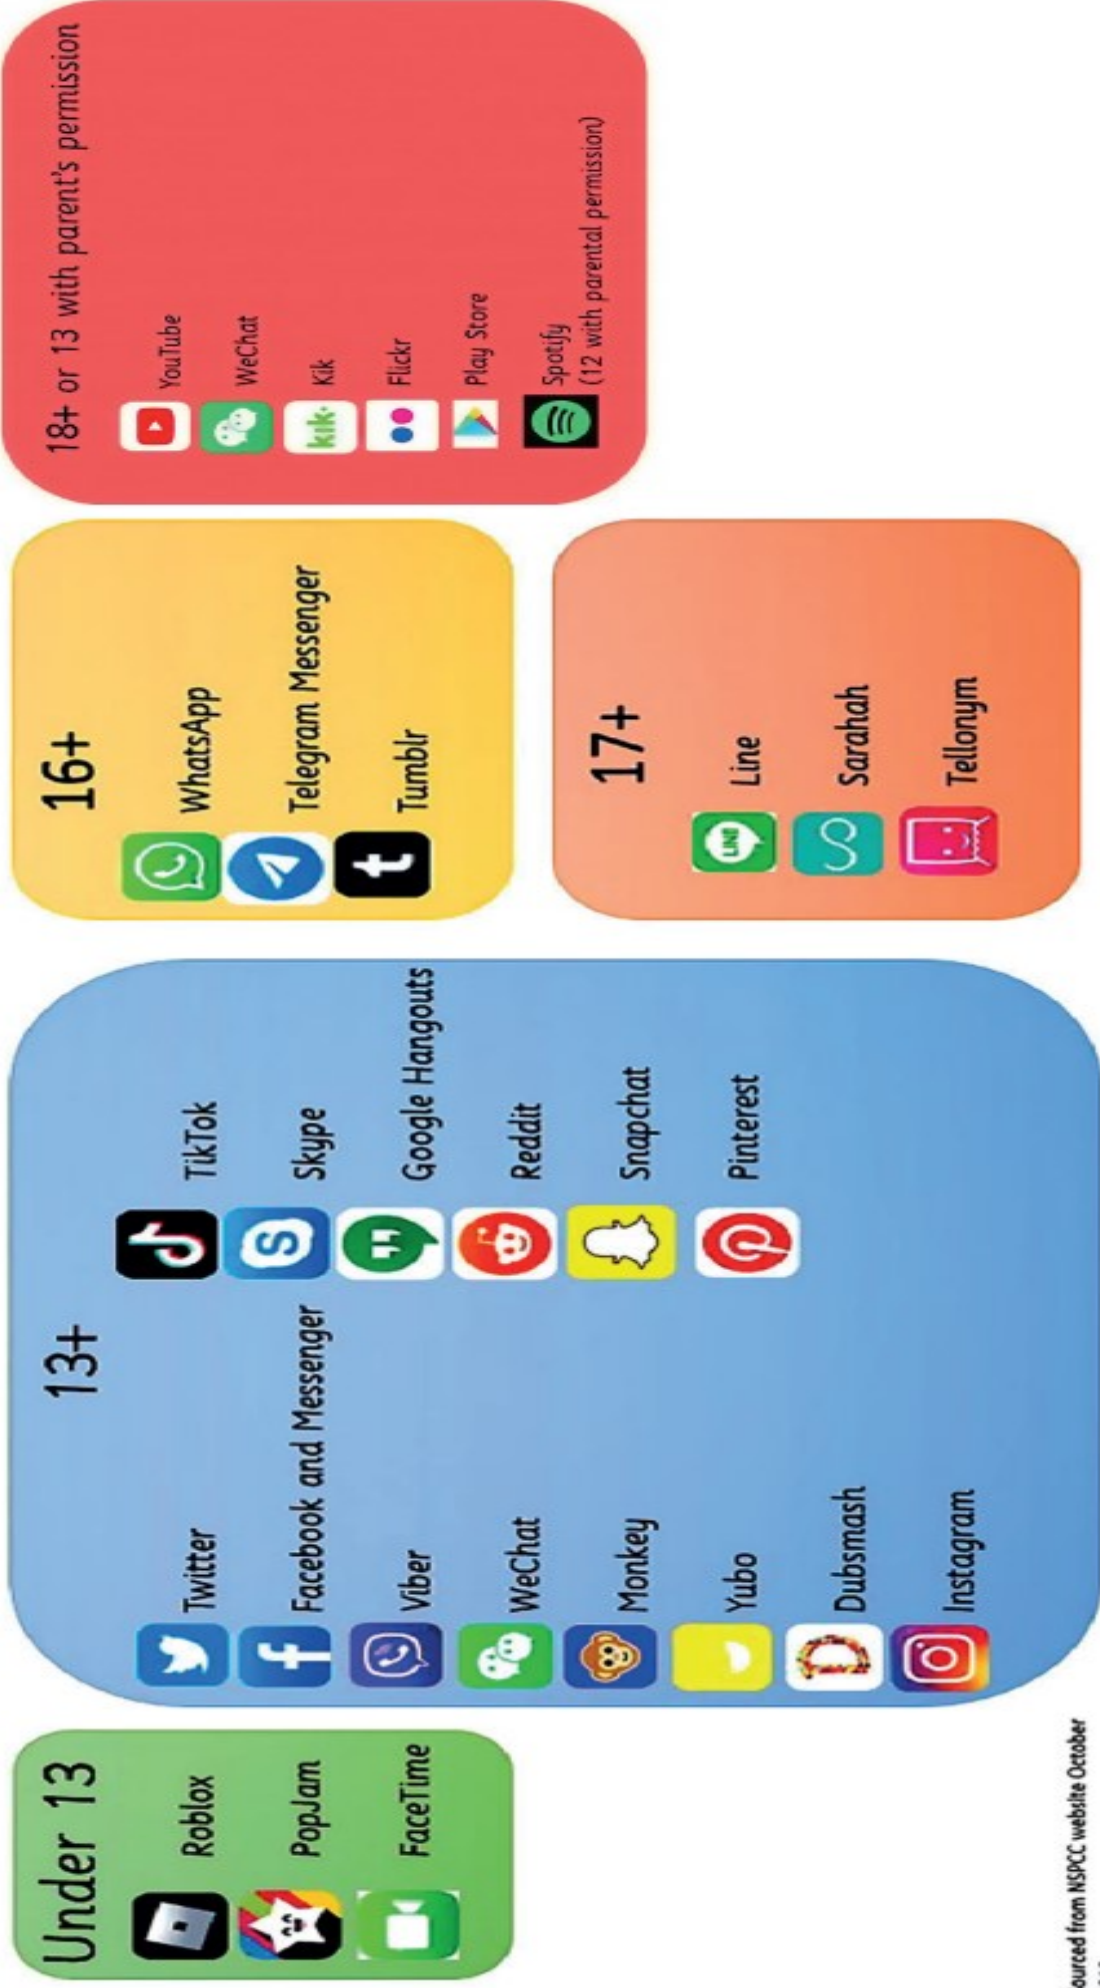 Under 13
Roblox
PopJam
FaceTime
13+
Twitter
Facebook and Messenger
Viber
WeChat
Monkey
Yubo
Dubsmash
Instagram
TikTok
Skype
Google Hangouts
Reddit
Snapchat
Pinterest
16+
WhatsApp
Telegram Messenger
Tumblr
17+
LINE
Line
Sarahah
Tellonym
18+ or 13 with parent's permission
YouTube
WeChat
kik·
Kik
Flickr
Play Store
Spotify
(12 with parental permission)
ourced from NSPCC website October